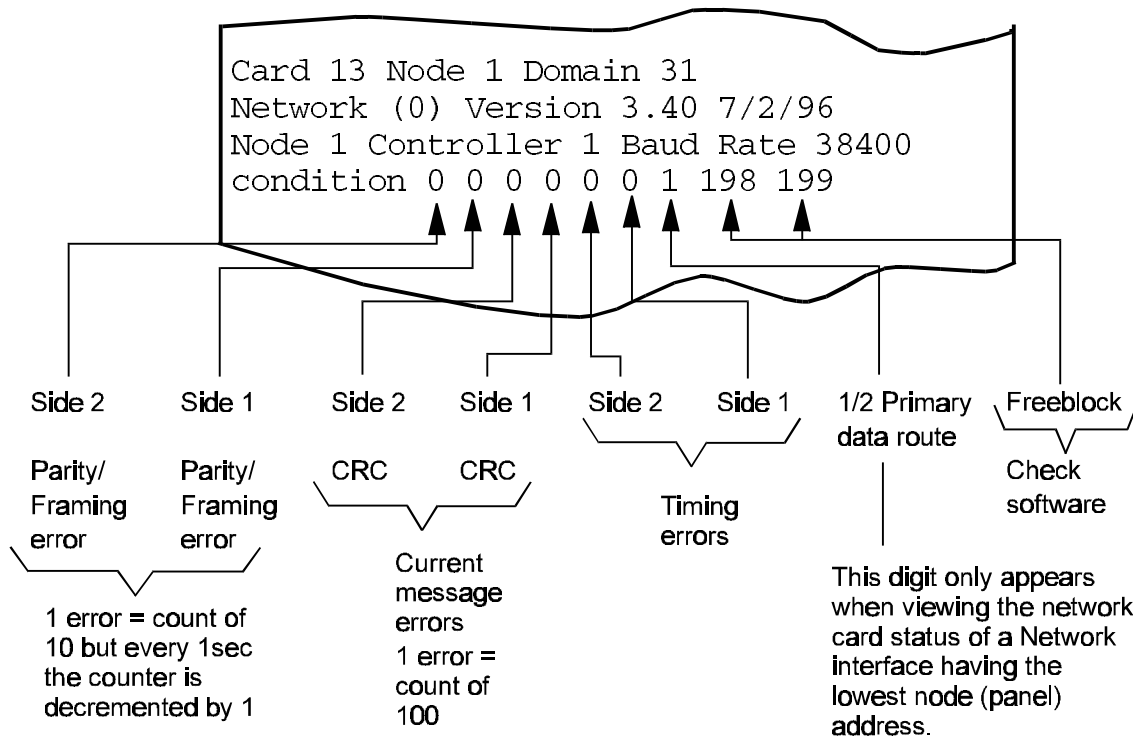 Card 13 Node 1 Domain 31
Network (0) Version 3.40 7/2/96
Node 1 Controller 1 Baud Rate 38400
condition 0 0 0 0 0 0 1 198 199
Side 2
Parity/
Framing
error
Side 1
Parity/
Framing
error
1 error = count of
10 but every 1sec
the counter is
decremented by 1
Side 2
CRC
Side 1
CRC
Current
message
errors
1 error =
count of
100
Side 2
Side 1
Timing
errors
1/2 Primary
data route
This digit only appears
when viewing the network
card status of a Network
interface having the
lowest node (panel)
address.
Freeblock
Check
software